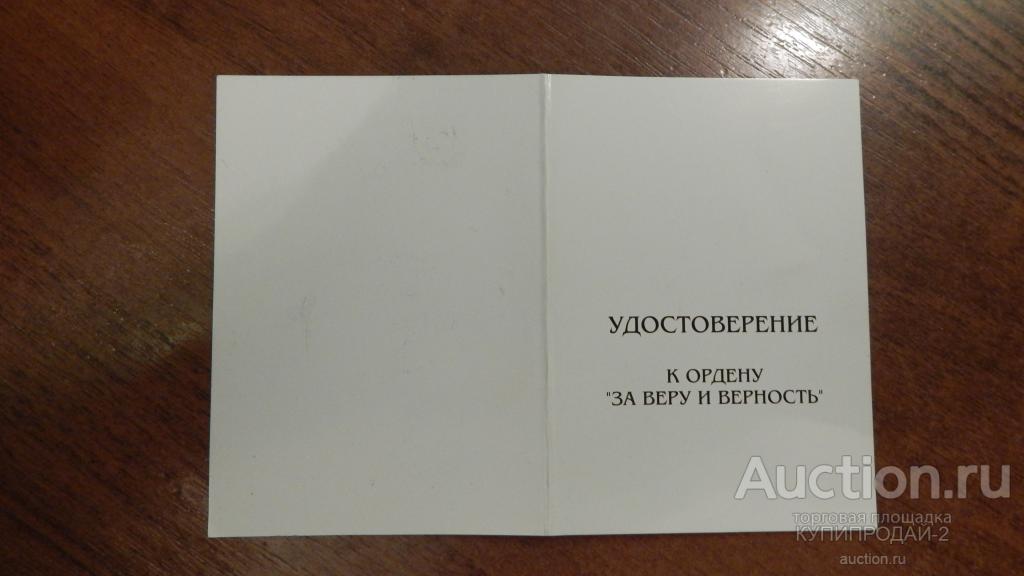 УДОСТОВЕРЕНИЕ
К ОРДЕНУ
"ЗА ВЕРУ И ВЕРНОСТЬ"
Auction.ru
торговая площадка
КУПИПРОДАЙ-2
auction.ru